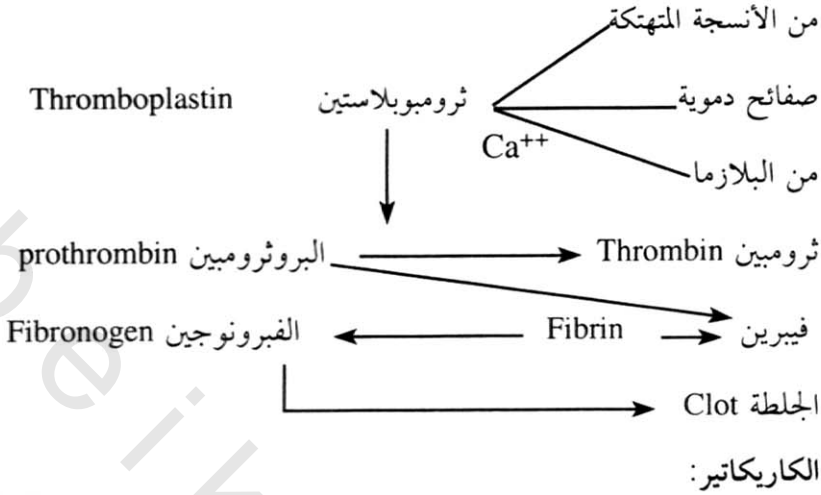 من الأنسجة المتهتكة
صفائح دموية ثرومبوبلاستين Thromboplastin
Ca++
من البلازما
ثرومبين Thrombin البروثرومبين prothrombin
فيبرين Fibrin الفبرونوجين Fibronogen
الجلطة Clot
الكاريكاتير:
b e i k